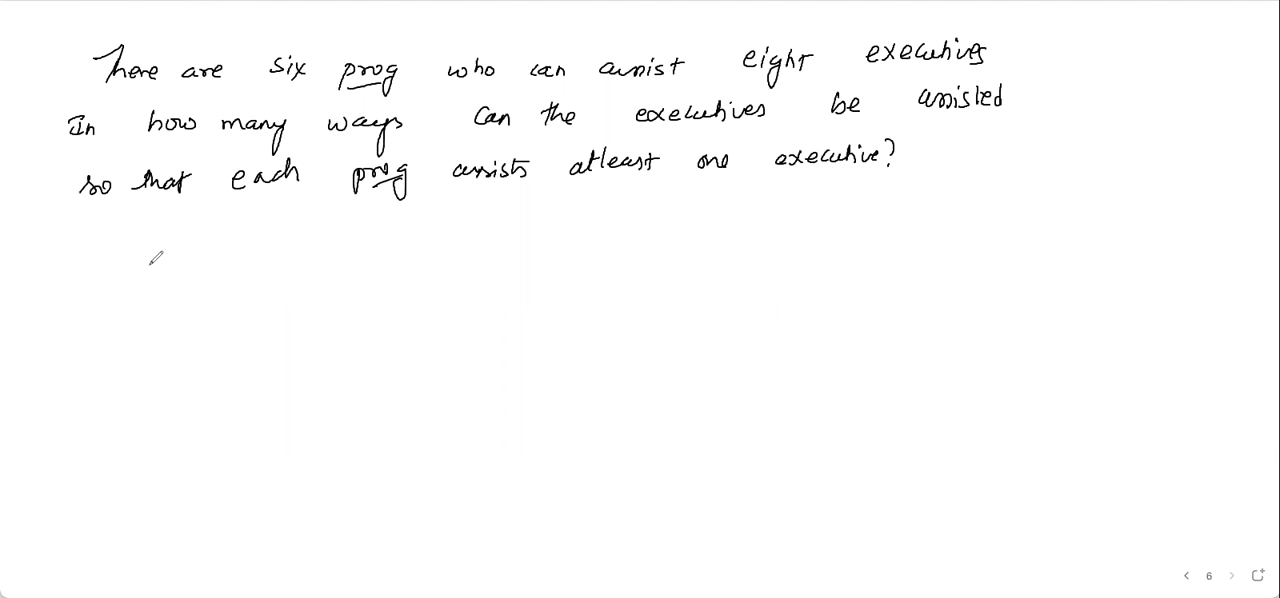 There are six prog who can assist eight executives
In how many ways can the executives be assisted
so that each prog assists atleast one executive?
6